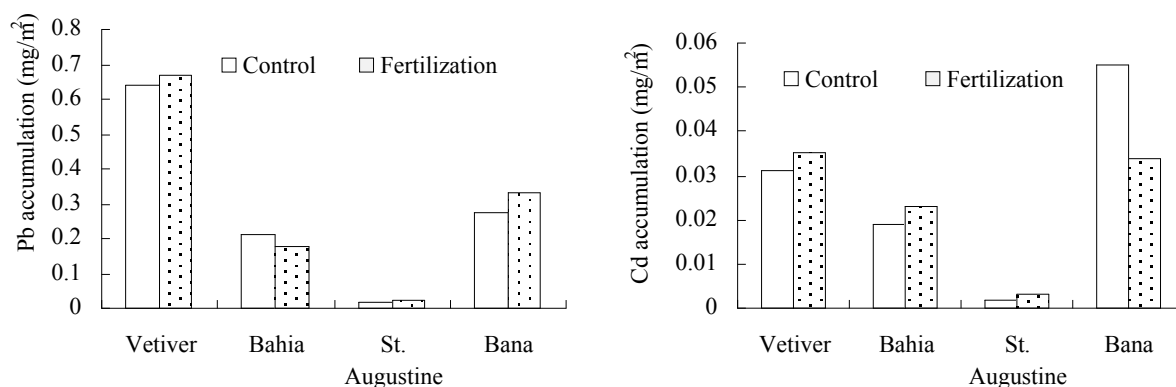 Pb accumulation (mg/m²)
0.8
0.7
0.6
0.5
0.4
0.3
0.2
0.1
0
Control
Fertilization
Vetiver
Bahia
St.
Augustine
Bana
Cd accumulation (mg/m²)
0.06
0.05
0.04
0.03
0.02
0.01
0
Control
Fertilization
Vetiver
Bahia
St.
Augustine
Bana